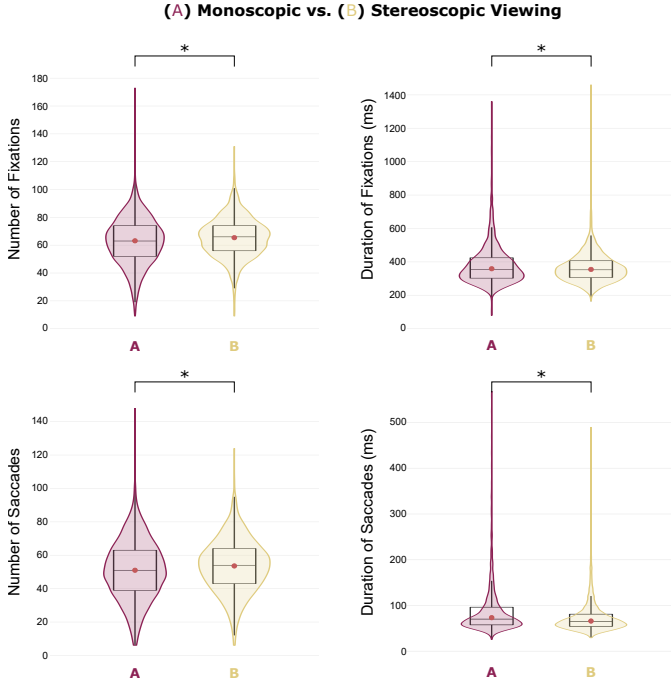 (A) Monoscopic vs. (B) Stereoscopic Viewing
*
Number of Fixations
180
160
140
120
100
80
60
40
20
0
A
B
*
Duration of Fixations (ms)
1400
1200
1000
800
600
400
200
0
A
B
*
Number of Saccades
140
120
100
80
60
40
20
0
A
B
*
Duration of Saccades (ms)
500
400
300
200
100
0
A
B